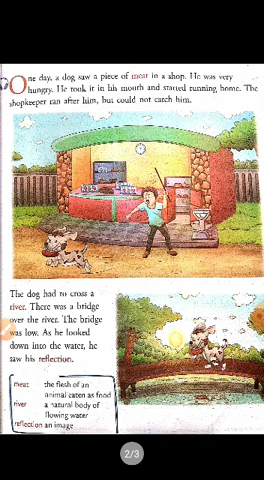 One day, a dog saw a piece of meat in a shop. He was very
hungry. He took it in his mouth and started running home. The
shopkeeper ran after him, but could not catch him.
The dog had to cross a
river. There was a bridge
over the river. The bridge
was low. As he looked
down into the water, he
saw his reflection.
meat the flesh of an
animal eaten as food
river a natural body of
flowing water
reflection an image
2/3